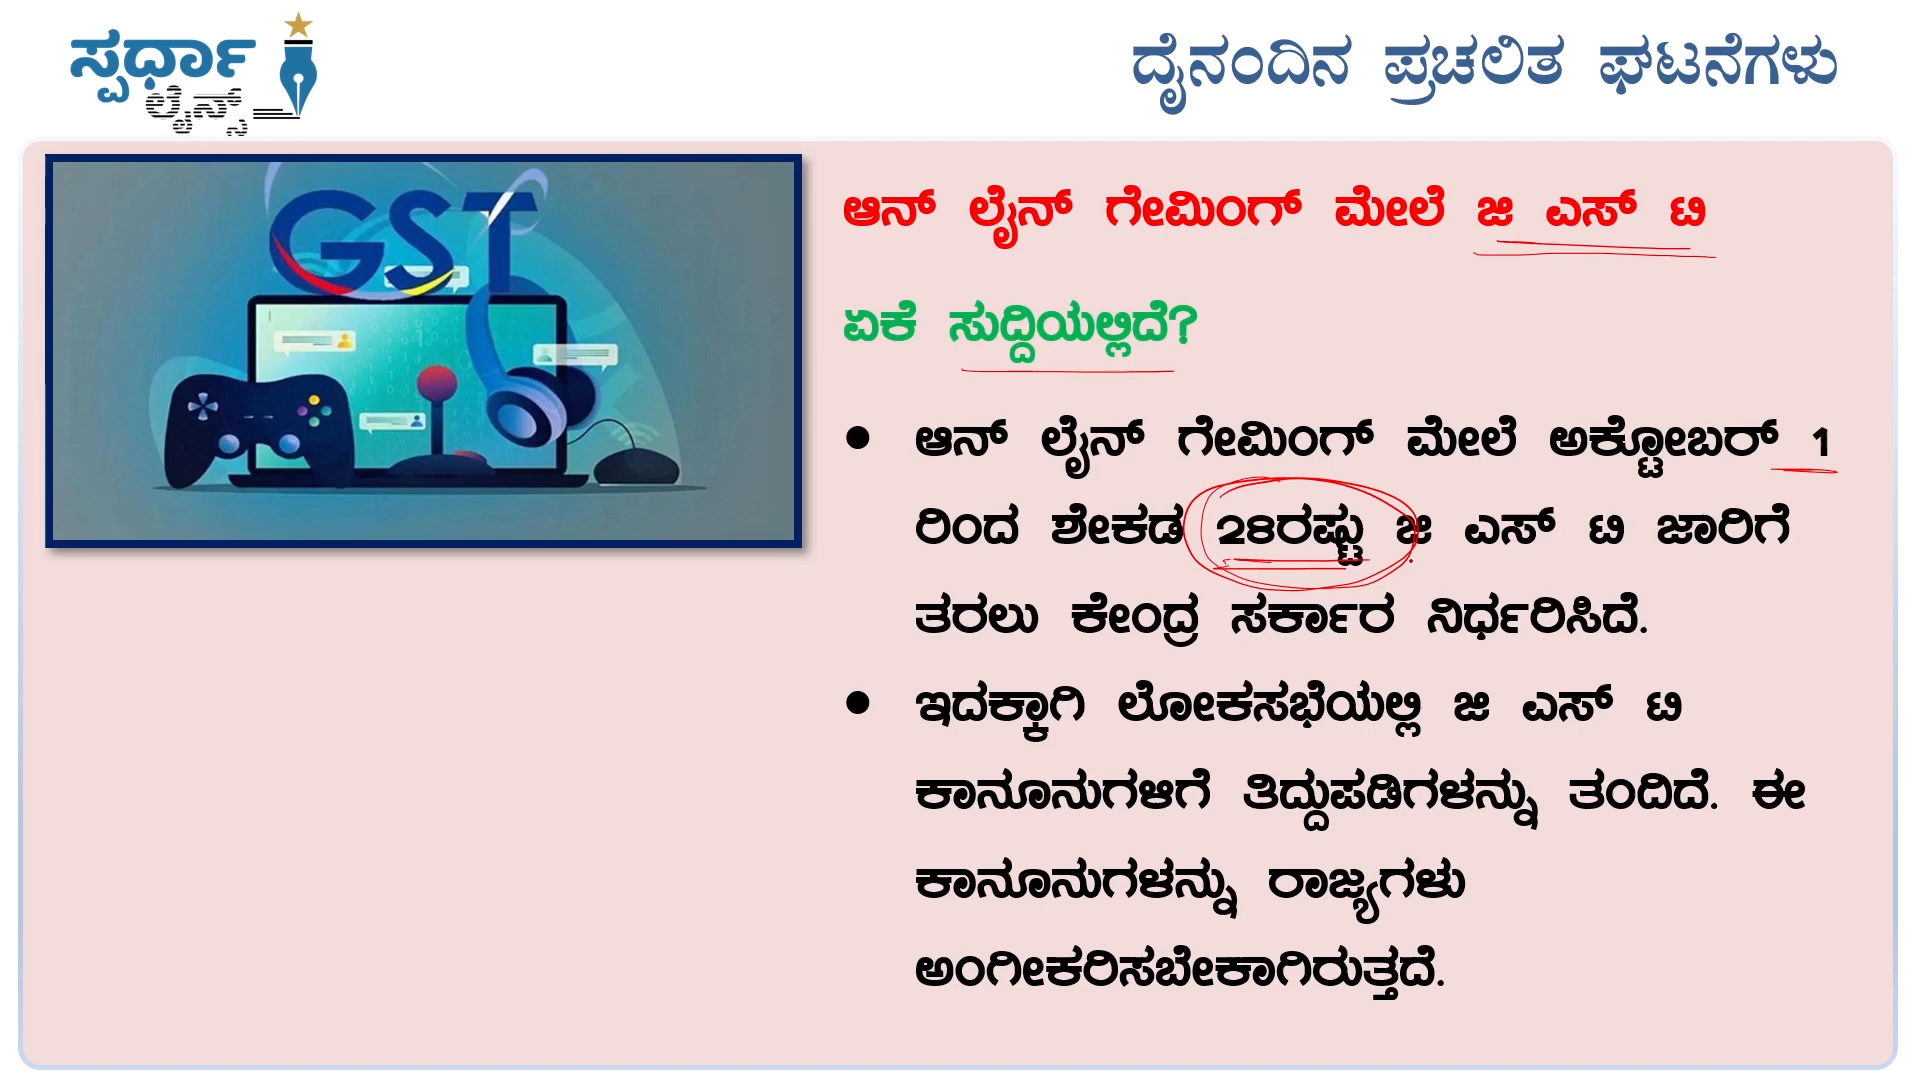 ಸ್ಪರ್ಧಾ
ಲೈನ್ಸ್
ದೈನಂದಿನ ಪ್ರಚಲಿತ ಘಟನೆಗಳು
GST
ಆನ್ ಲೈನ್ ಗೇಮಿಂಗ್ ಮೇಲೆ ಜಿ ಎಸ್ ಟಿ
ಏಕೆ ಸುದ್ದಿಯಲ್ಲಿದೆ?
• ಆನ್ ಲೈನ್ ಗೇಮಿಂಗ್ ಮೇಲೆ ಅಕ್ಟೋಬರ್ 1
ರಿಂದ ಶೇಕಡ 28ರಷ್ಟು ಜಿ ಎಸ್ ಟಿ ಜಾರಿಗೆ
ತರಲು ಕೇಂದ್ರ ಸರ್ಕಾರ ನಿರ್ಧರಿಸಿದೆ.
• ಇದಕ್ಕಾಗಿ ಲೋಕಸಭೆಯಲ್ಲಿ ಜಿ ಎಸ್ ಟಿ
ಕಾನೂನುಗಳಿಗೆ ತಿದ್ದುಪಡಿಗಳನ್ನು ತಂದಿದೆ. ಈ
ಕಾನೂನುಗಳನ್ನು ರಾಜ್ಯಗಳು
ಅಂಗೀಕರಿಸಬೇಕಾಗಿರುತ್ತದೆ.